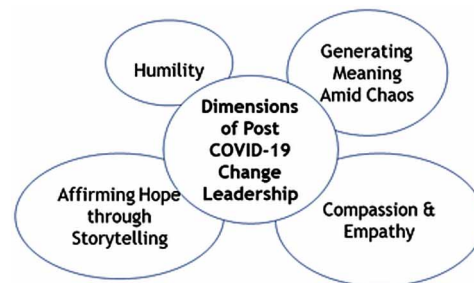 Humility
Generating
Meaning
Amid Chaos
Dimensions
of Post
COVID-19
Change
Leadership
Affirming Hope
through
Storytelling
Compassion &
Empathy